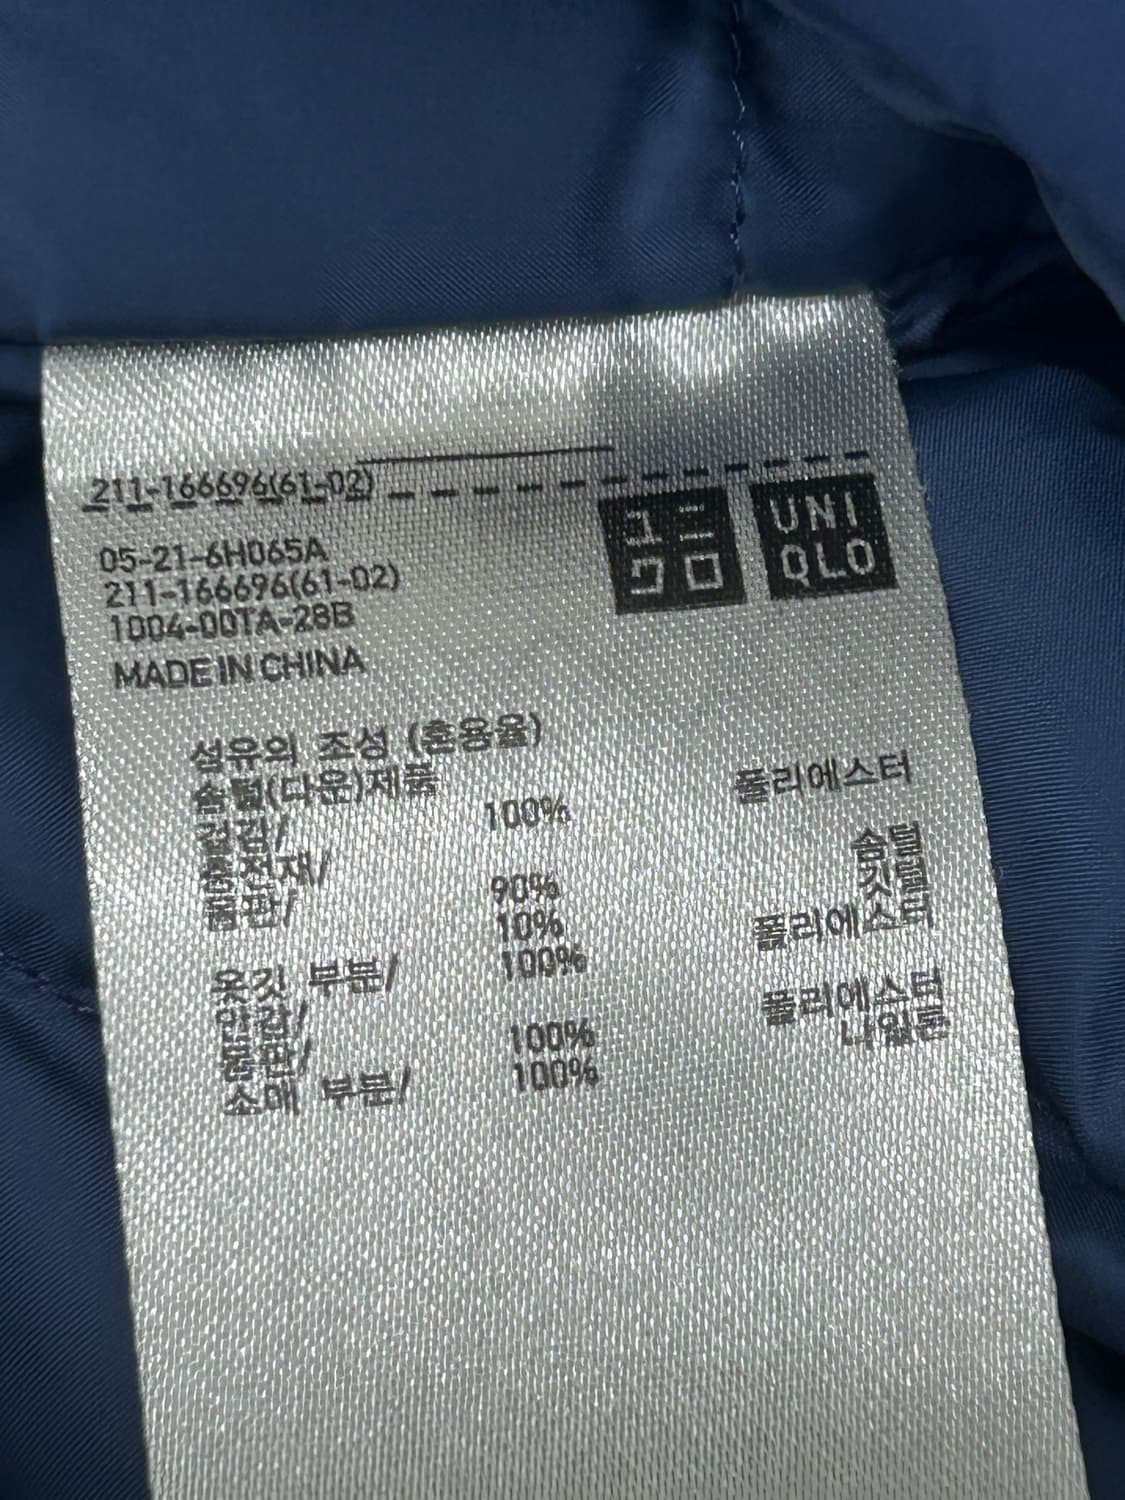 211-166696(61-02)
ユニ
クロ
UNI
QLO
05-21-6H065A
211-166696(61-02)
1004-00TA-28B
MADE IN CHINA
섬유의 조성 (혼용율)
솜털(다운)제품
겉감/ 100% 폴리에스터
충전재/ 90% 솜털
10% 깃털
100% 폴리에스터
옷깃 부분/
안감/ 100% 폴리에스터
100% 나일론
소매 부분/